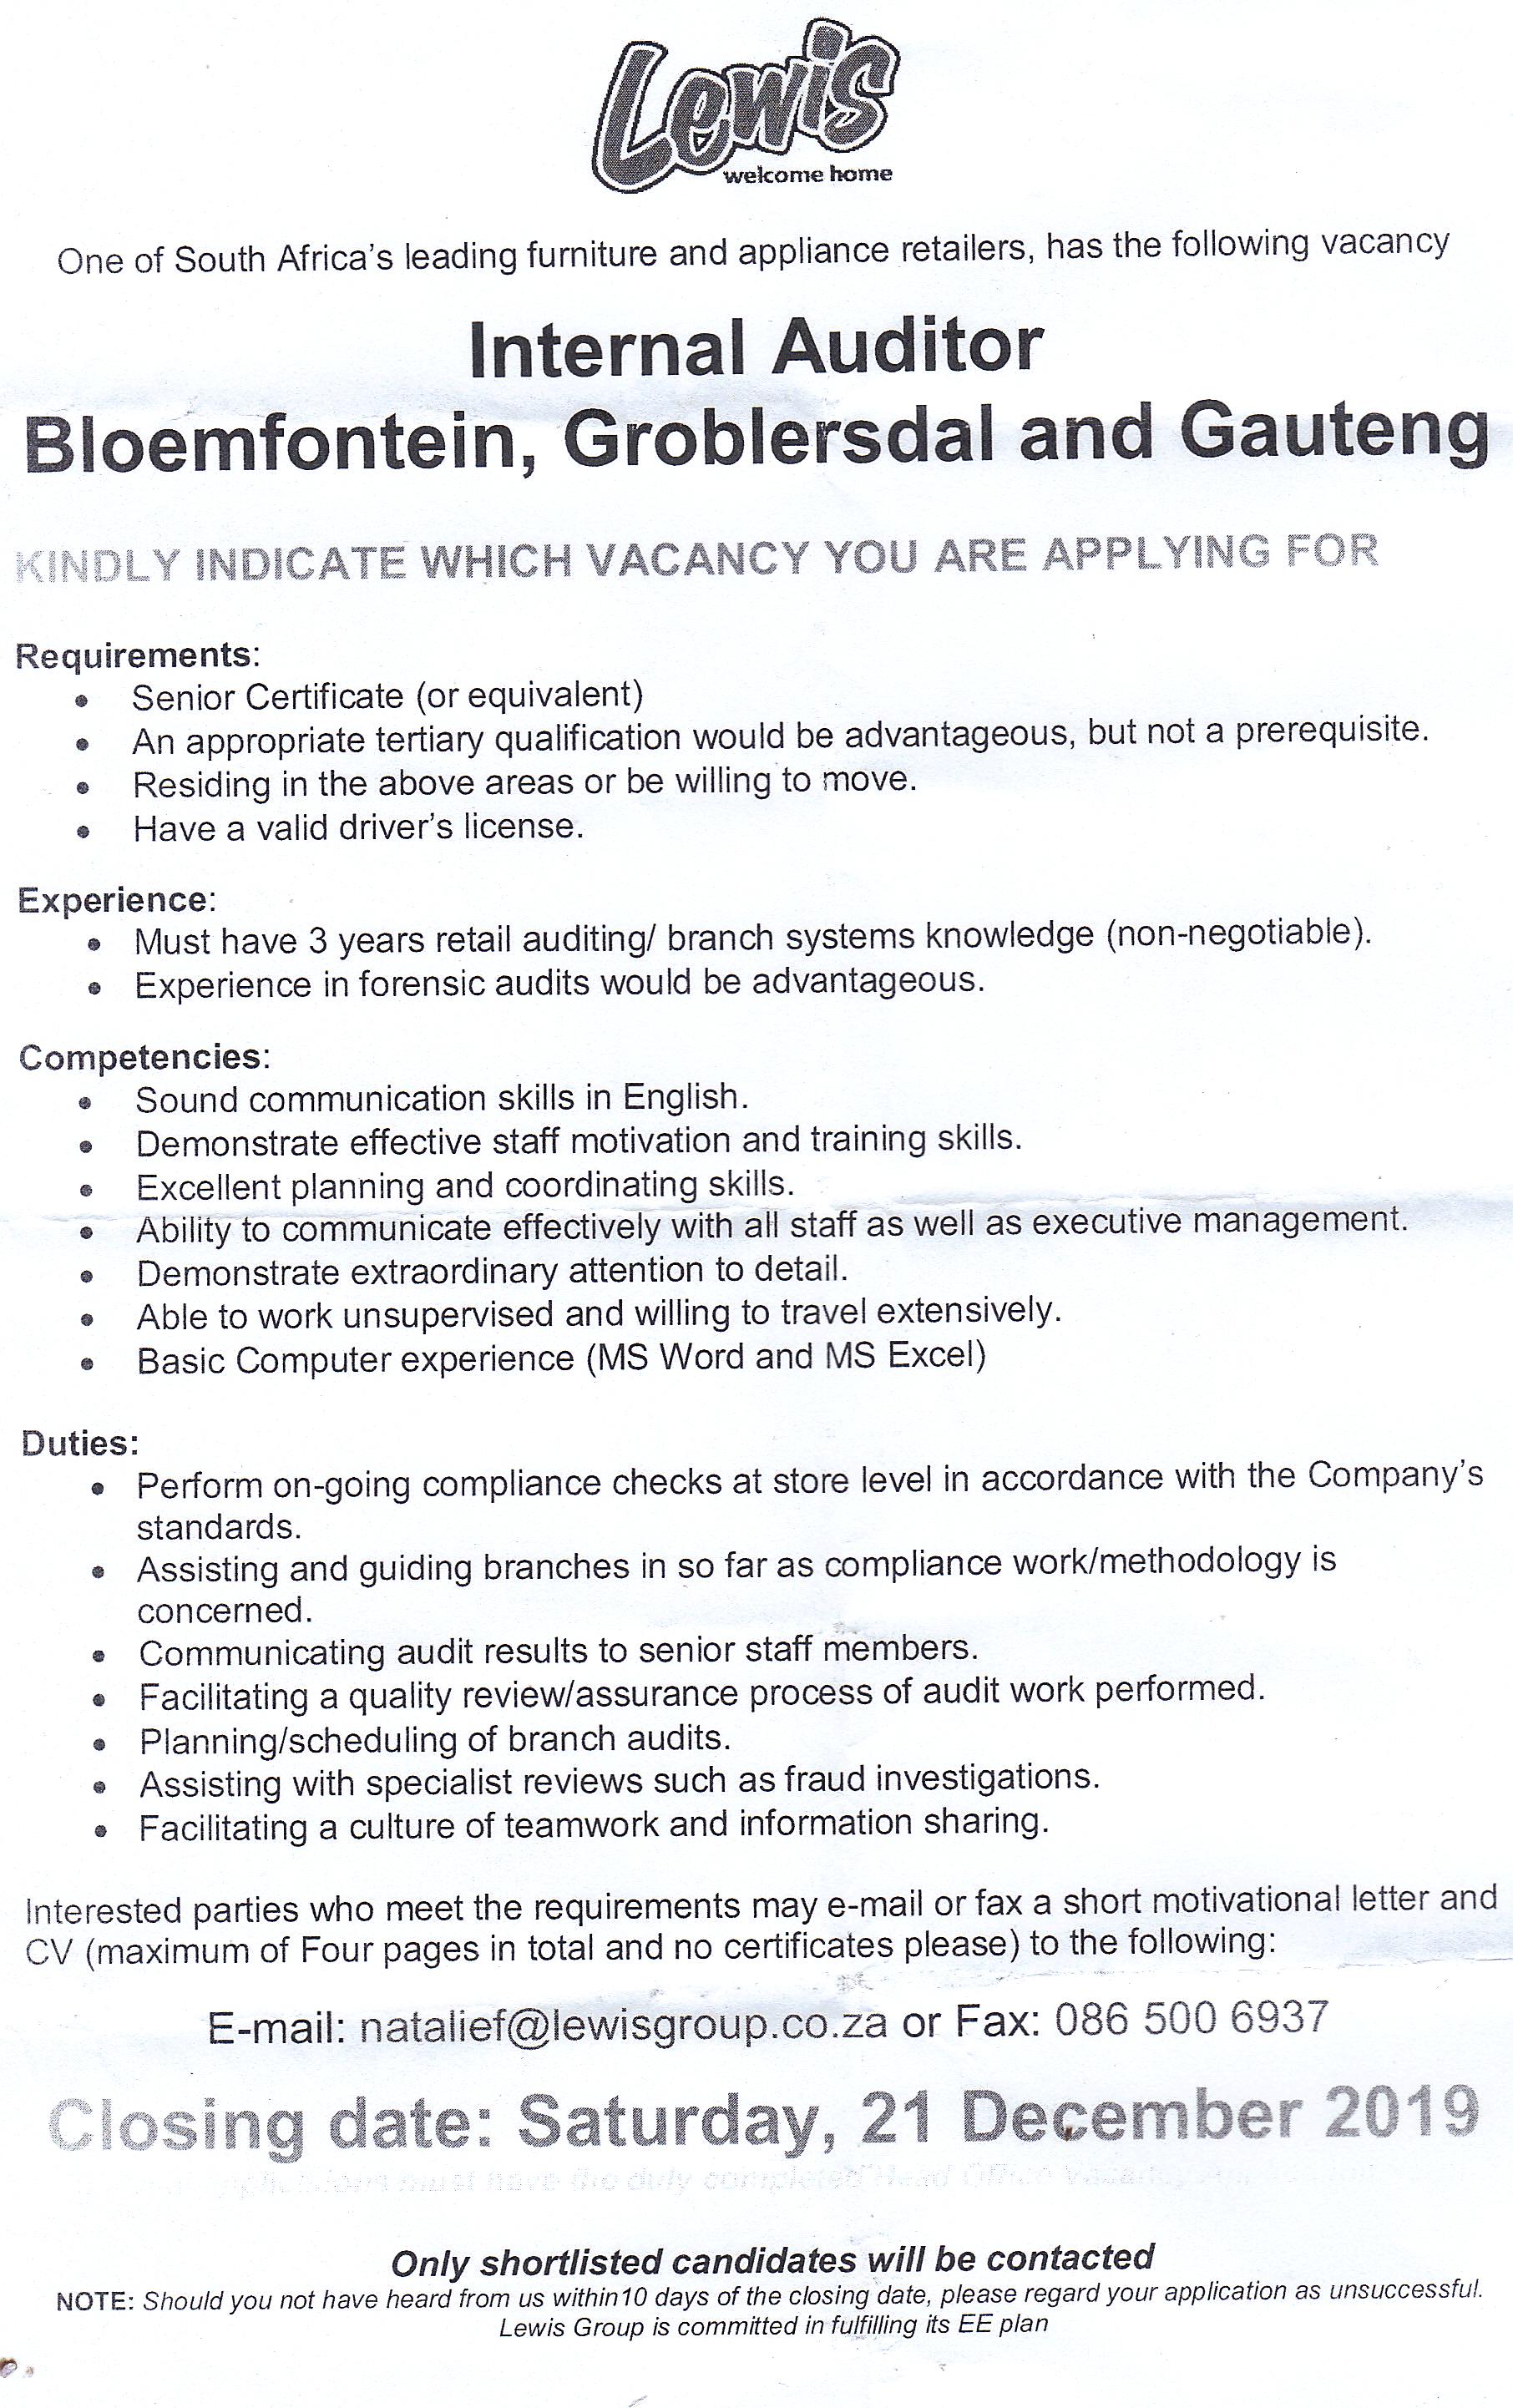 Lewis
welcome home
One of South Africa's leading furniture and appliance retailers, has the following vacancy
Internal Auditor
Bloemfontein, Groblersdal and Gauteng
KINDLY INDICATE WHICH VACANCY YOU ARE APPLYING FOR
Requirements:
• Senior Certificate (or equivalent)
• An appropriate tertiary qualification would be advantageous, but not a prerequisite.
• Residing in the above areas or be willing to move.
• Have a valid driver's license.
Experience:
• Must have 3 years retail auditing/ branch systems knowledge (non-negotiable).
• Experience in forensic audits would be advantageous.
Competencies:
• Sound communication skills in English.
• Demonstrate effective staff motivation and training skills.
• Excellent planning and coordinating skills.
• Ability to communicate effectively with all staff as well as executive management.
• Demonstrate extraordinary attention to detail.
• Able to work unsupervised and willing to travel extensively.
• Basic Computer experience (MS Word and MS Excel)
Duties:
• Perform on-going compliance checks at store level in accordance with the Company's
standards.
• Assisting and guiding branches in so far as compliance work/methodology is
concerned.
• Communicating audit results to senior staff members.
• Facilitating a quality review/assurance process of audit work performed.
• Planning/scheduling of branch audits.
• Assisting with specialist reviews such as fraud investigations.
• Facilitating a culture of teamwork and information sharing.
Interested parties who meet the requirements may e-mail or fax a short motivational letter and
CV (maximum of Four pages in total and no certificates please) to the following:
E-mail: natalief@lewisgroup.co.za or Fax: 086 500 6937
Closing date: Saturday, 21 December 2019
must have the duly completed Head Office
Only shortlisted candidates will be contacted
NOTE: Should you not have heard from us within10 days of the closing date, please regard your application as unsuccessful.
Lewis Group is committed in fulfilling its EE plan